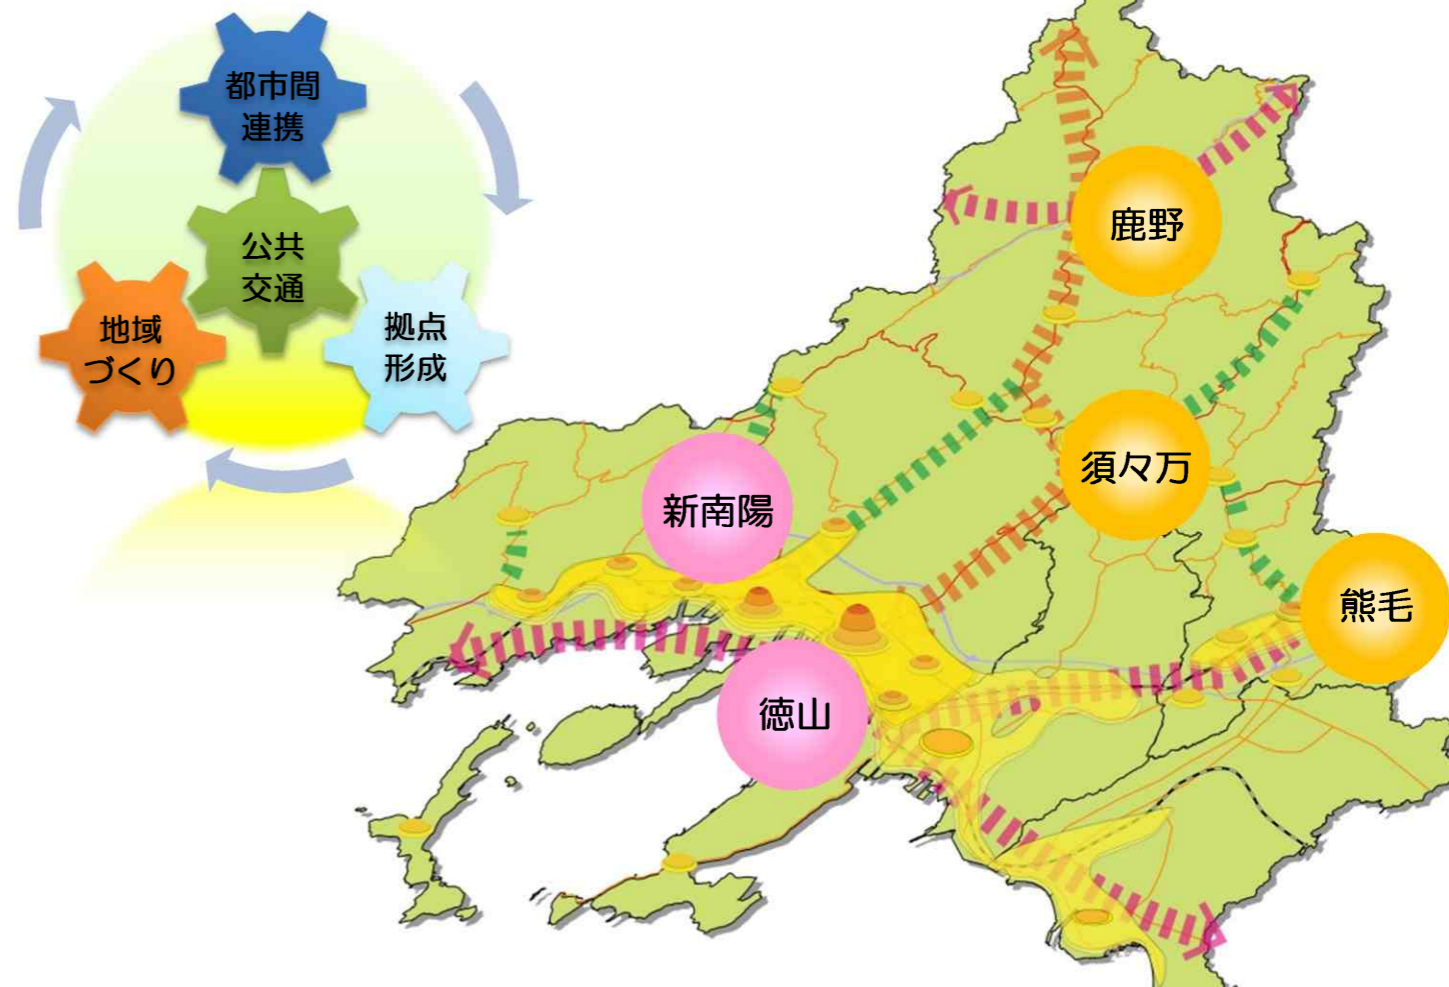 都市間
連携
公共
交通
地域
づくり
拠点
形成
鹿野
須々万
新南陽
熊毛
徳山